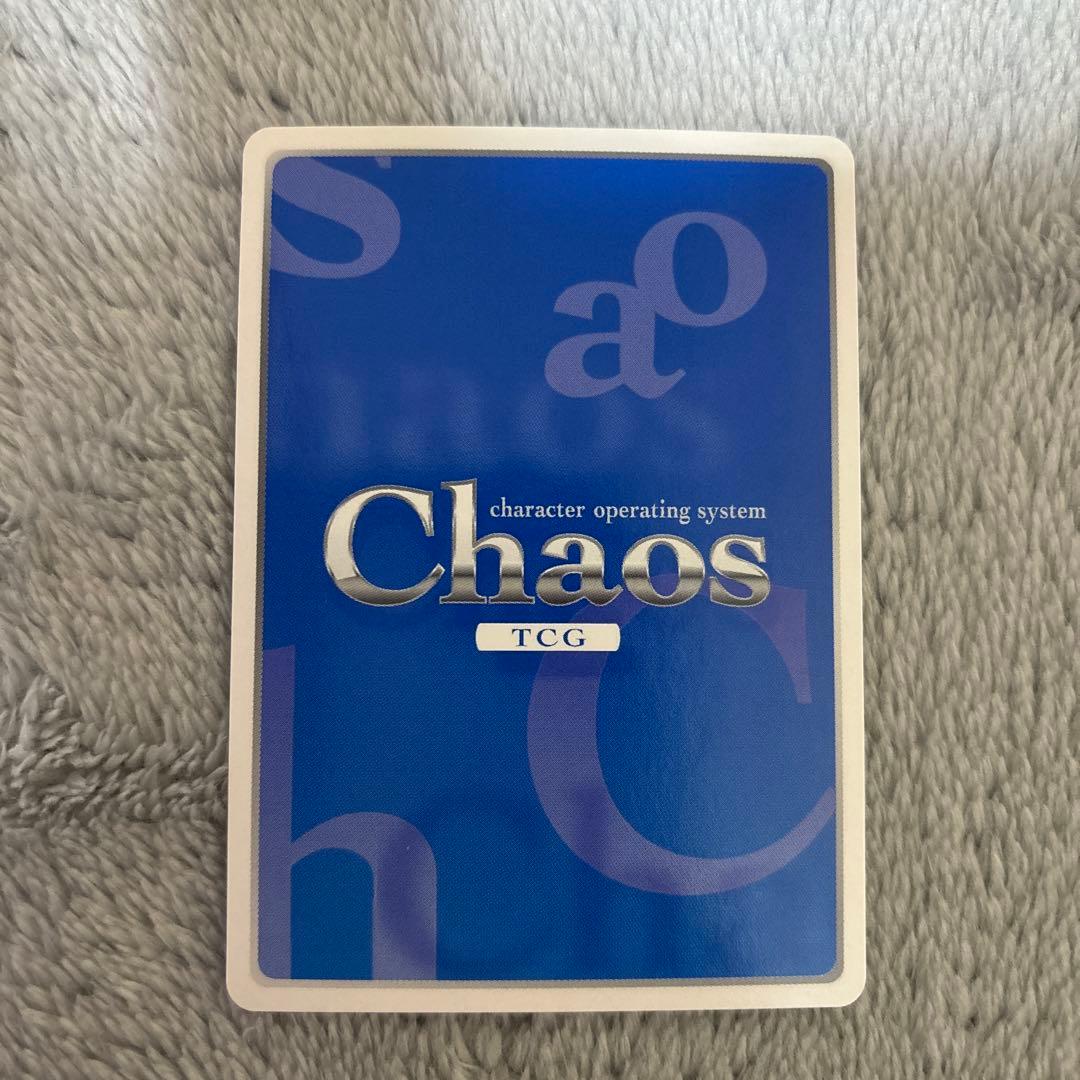 s
o
a
character operating system
Chaos
TCG
C
h